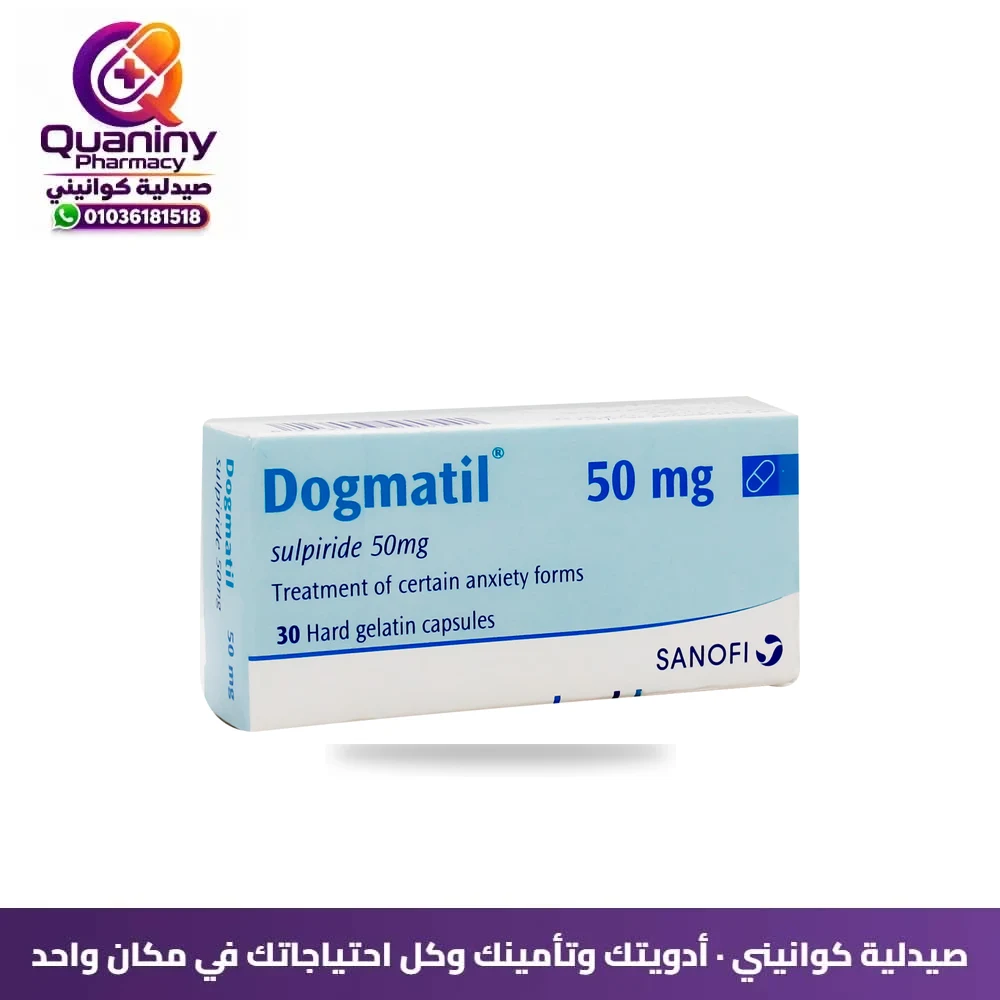 Quaniny
Pharmacy
صيدلية كوانيني
01036181518
Dogmatil®
50 mg
sulpiride 50mg
Treatment of certain anxiety forms
30 Hard gelatin capsules
SANOFI
Dogmatil
sulpiride 50mg
50 mg
صيدلية كوانيني · أدويتك وتأمينك وكل احتياجاتك في مكان واحد